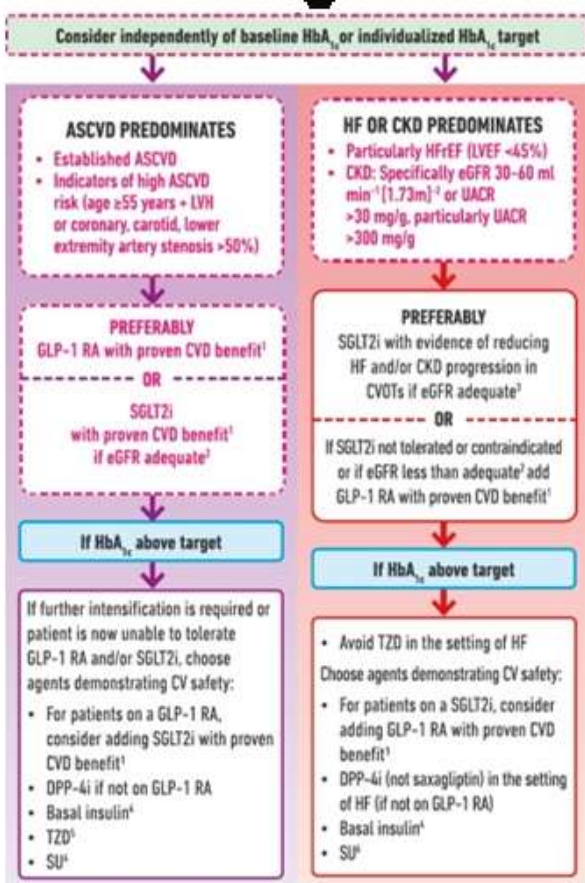 Consider independently of baseline HbA1c or individualized HbA1c target
ASCVD PREDOMINATES
• Established ASCVD
• Indicators of high ASCVD
risk (age ≥55 years + LVH
or coronary, carotid, lower
extremity artery stenosis >50%)
PREFERABLY
GLP-1 RA with proven CVD benefit¹
OR
SGLT2i
with proven CVD benefit¹
if eGFR adequate²
If HbA1c above target
If further intensification is required or
patient is now unable to tolerate
GLP-1 RA and/or SGLT2i, choose
agents demonstrating CV safety:
• For patients on a GLP-1 RA,
consider adding SGLT2i with proven
CVD benefit¹
• DPP-4i if not on GLP-1 RA
• Basal insulin⁴
• TZD⁵
• SU⁶
HF OR CKD PREDOMINATES
• Particularly HFrEF (LVEF <45%)
• CKD: Specifically eGFR 30-60 ml
min⁻¹ [1.73m]⁻² or UACR
>30 mg/g, particularly UACR
>300 mg/g
PREFERABLY
SGLT2i with evidence of reducing
HF and/or CKD progression in
CVOTs if eGFR adequate³
OR
If SGLT2i not tolerated or contraindicated
or if eGFR less than adequate² add
GLP-1 RA with proven CVD benefit¹
If HbA1c above target
• Avoid TZD in the setting of HF
Choose agents demonstrating CV safety:
• For patients on a SGLT2i, consider
adding GLP-1 RA with proven CVD
benefit¹
• DPP-4i (not saxagliptin) in the setting
of HF (if not on GLP-1 RA)
• Basal insulin⁴
• SU⁶